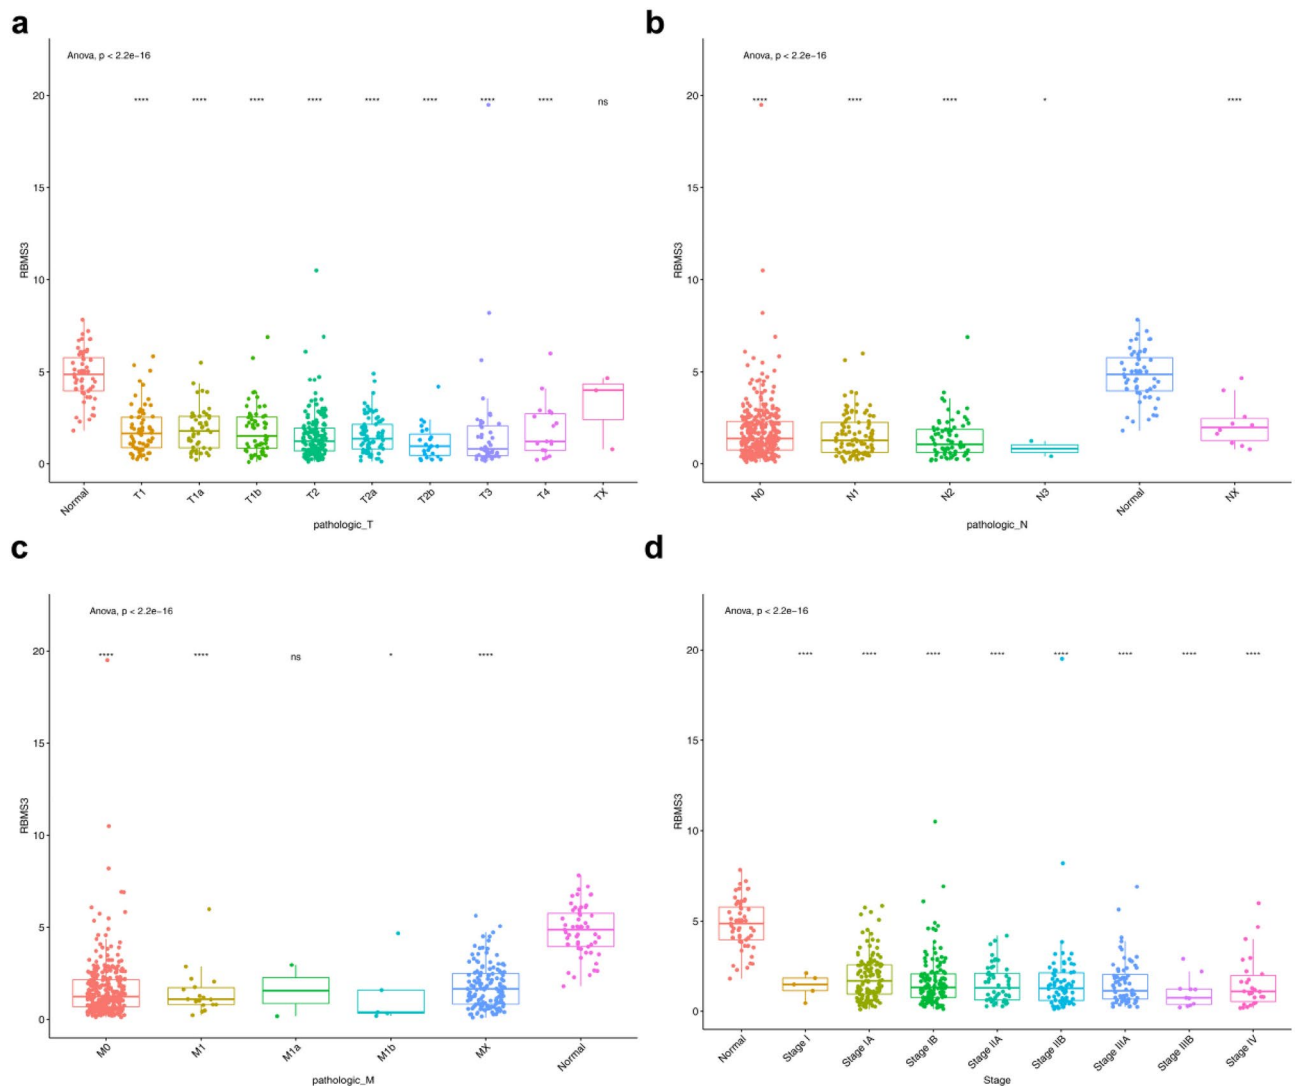 a
Anova, p < 2.2e−16
**** **** **** **** **** **** **** **** ns
20
15
10
5
0
RBMS3
Normal T1 T1a T1b T2 T2a T2b T3 T4 TX
pathologic_T
b
Anova, p < 2.2e−16
**** **** **** * ****
20
15
10
5
0
RBMS3
N0 N1 N2 N3 Normal NX
pathologic_N
c
Anova, p < 2.2e−16
**** **** ns * ****
20
15
10
5
0
RBMS3
M0 M1 M1a M1b MX Normal
pathologic_M
d
Anova, p < 2.2e−16
**** **** **** **** **** **** **** ****
20
15
10
5
0
RBMS3
Normal Stage I Stage IA Stage IB Stage IIA Stage IIB Stage IIIA Stage IIIB Stage IV
Stage